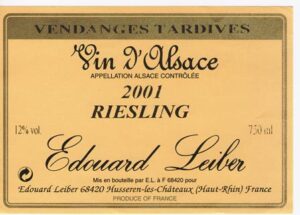 VENDANGES TARDIVES
Vin d'Alsace
APPELLATION ALSACE CONTRÔLÉE
2001
RIESLING
12% vol.
750 ml
Edouard Leiber
Mis en bouteille par E.L. à F 68420 pour
Edouard Leiber 68420 Husseren-les-Châteaux (Haut-Rhin) France
PRODUCE OF FRANCE